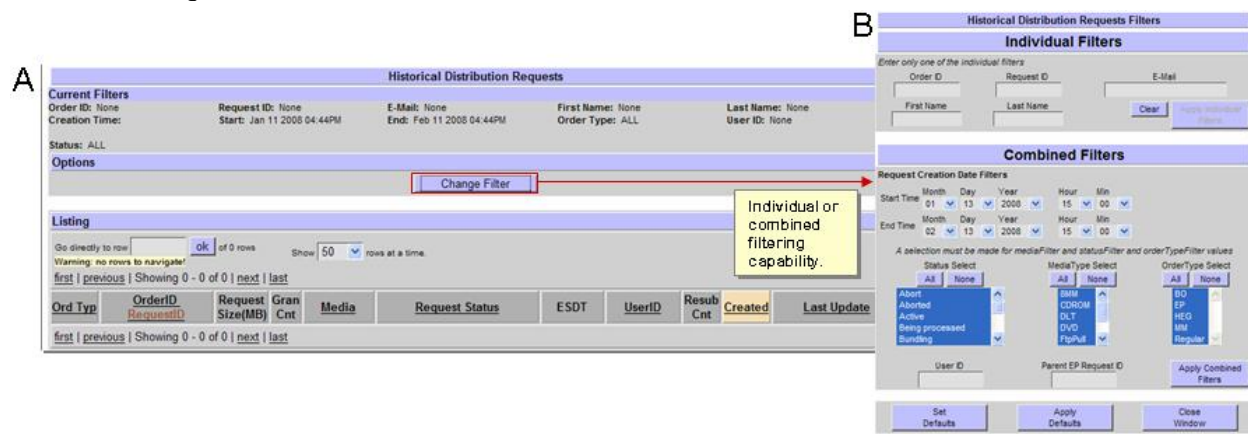 A
Historical Distribution Requests
Current Filters
Order ID: None Request ID: None E-Mail: None First Name: None Last Name: None
Creation Time: Start: Jan 11 2008 04:44PM End: Feb 11 2008 04:44PM Order Type: ALL User ID: None
Status: ALL
Options
Change Filter
Listing
Go directly to row ok of 0 rows Show 50 rows at a time.
Warning: no rows to navigate!
first | previous | Showing 0 - 0 of 0 | next | last
Ord Typ OrderID RequestID Request Size(MB) Gran Cnt Media Request Status ESDT UserID Resub Cnt Created Last Update
first | previous | Showing 0 - 0 of 0 | next | last
Individual or
combined
filtering
capability.
B
Historical Distribution Requests Filters
Individual Filters
Enter only one of the individual filters
Order ID Request ID E-Mail
First Name Last Name Clear Apply Individual Filters
Combined Filters
Request Creation Date Filters
Month Day Year Hour Min
Start Time 01 13 2008 15 00
Month Day Year Hour Min
End Time 02 13 2008 15 00
A selection must be made for mediaFilter and statusFilter and orderTypeFilter values
Status Select MediaType Select OrderType Select
All None All None All None
Abort BMM BO
Aborted CDROM EP
Active DLT HEG
Being processed DVD MM
Bundling FtpPull Regular
User ID Parent EP Request ID Apply Combined Filters
Set Defaults Apply Defaults Close Window